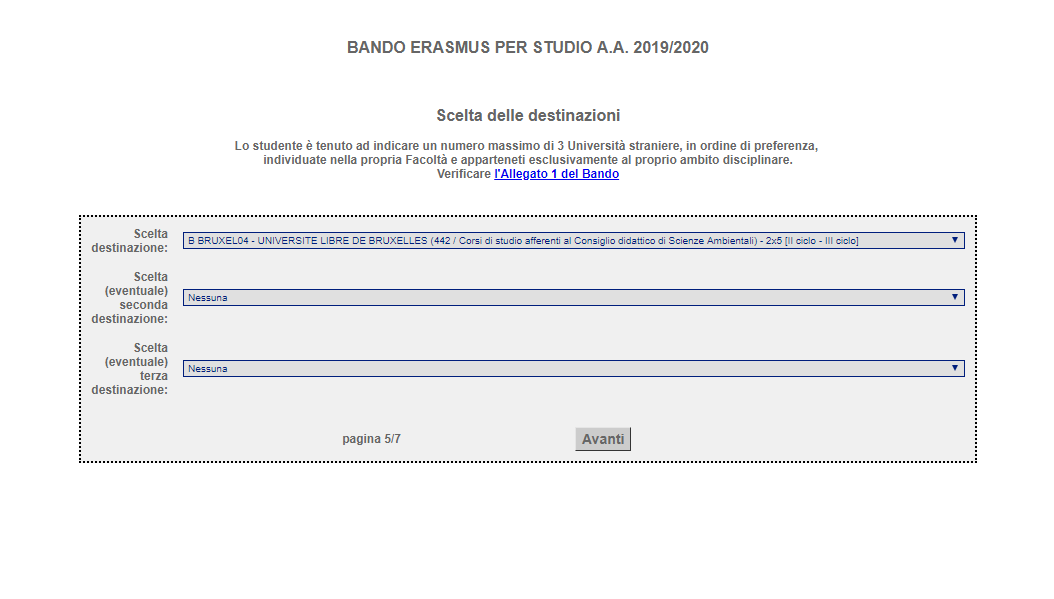 BANDO ERASMUS PER STUDIO A.A. 2019/2020
Scelta delle destinazioni
Lo studente è tenuto ad indicare un numero massimo di 3 Università straniere, in ordine di preferenza,
individuate nella propria Facoltà e apparteneti esclusivamente al proprio ambito disciplinare.
Verificare l'Allegato 1 del Bando
Scelta
destinazione:
B BRUXEL04 - UNIVERSITE LIBRE DE BRUXELLES (442 / Corsi di studio afferenti al Consiglio didattico di Scienze Ambientali) - 2x5 [II ciclo - III ciclo]
Scelta
(eventuale)
seconda
destinazione:
Nessuna
Scelta
(eventuale)
terza
destinazione:
Nessuna
pagina 5/7
Avanti